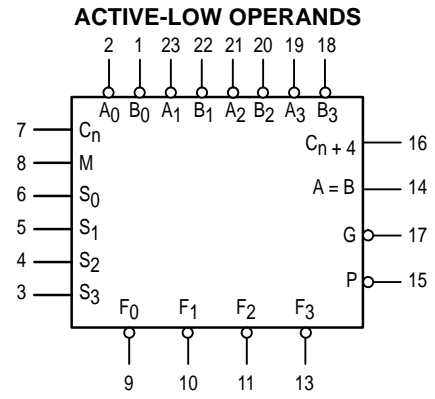 ACTIVE-LOW OPERANDS
2 1 23 22 21 20 19 18
A0 B0 A1 B1 A2 B2 A3 B3
7 Cn
Cn + 4 16
8 M
6 S0
A = B 14
5 S1
G 17
4 S2
P 15
3 S3
F0 F1 F2 F3
9 10 11 13